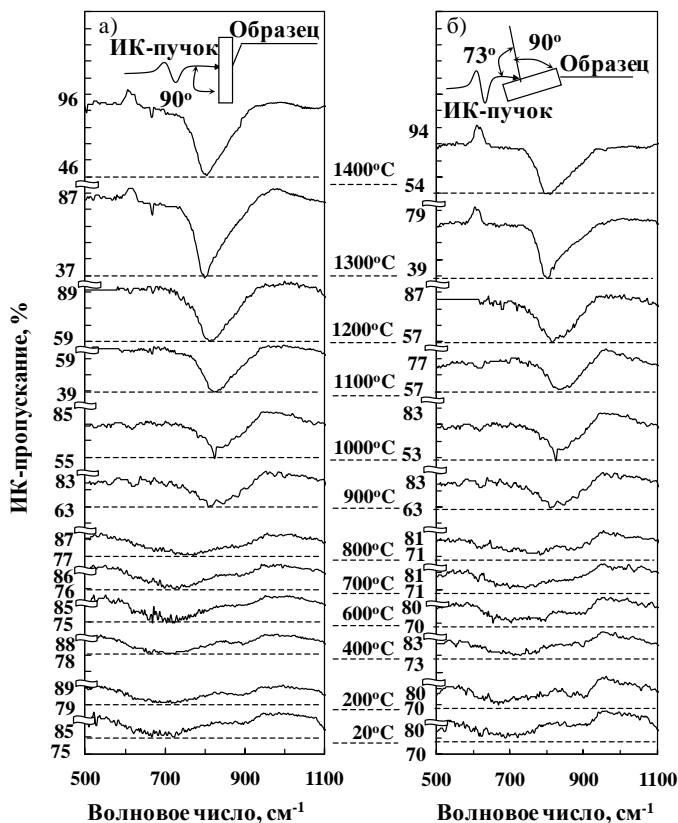 а)
ИК-пучок
Образец
90°
96
46
87
37
89
59
59
39
85
55
83
63
87
77
86
76
85
75
88
78
89
79
85
75
500 700 900 1100
Волновое число, см⁻¹
ИК-пропускание, %
1400°C
1300°C
1200°C
1100°C
1000°C
900°C
800°C
700°C
600°C
400°C
200°C
20°C
б)
73°
90°
Образец
ИК-пучок
94
54
79
39
87
57
77
57
83
53
83
63
81
71
81
71
80
70
83
73
80
70
80
70
500 700 900 1100
Волновое число, см⁻¹